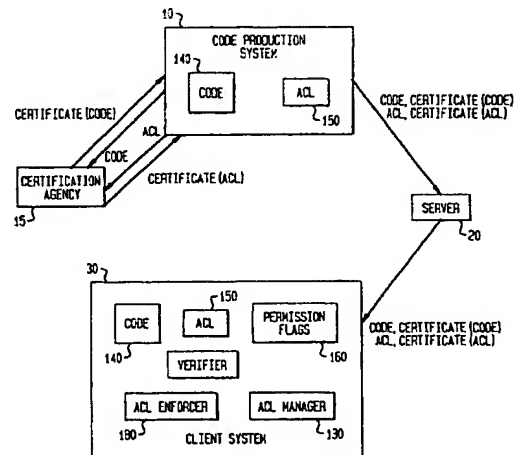 10
CODE PRODUCTION
SYSTEM
140
CODE
ACL
150
CERTIFICATE (CODE)
ACL
CODE
CERTIFICATE (ACL)
CERTIFICATION
AGENCY
15
CODE, CERTIFICATE (CODE)
ACL, CERTIFICATE (ACL)
SERVER
20
30
150
CODE
ACL
PERMISSION
FLAGS
140
160
VERIFIER
CODE, CERTIFICATE (CODE)
ACL, CERTIFICATE (ACL)
ACL ENFORCER
ACL MANAGER
180
130
CLIENT SYSTEM